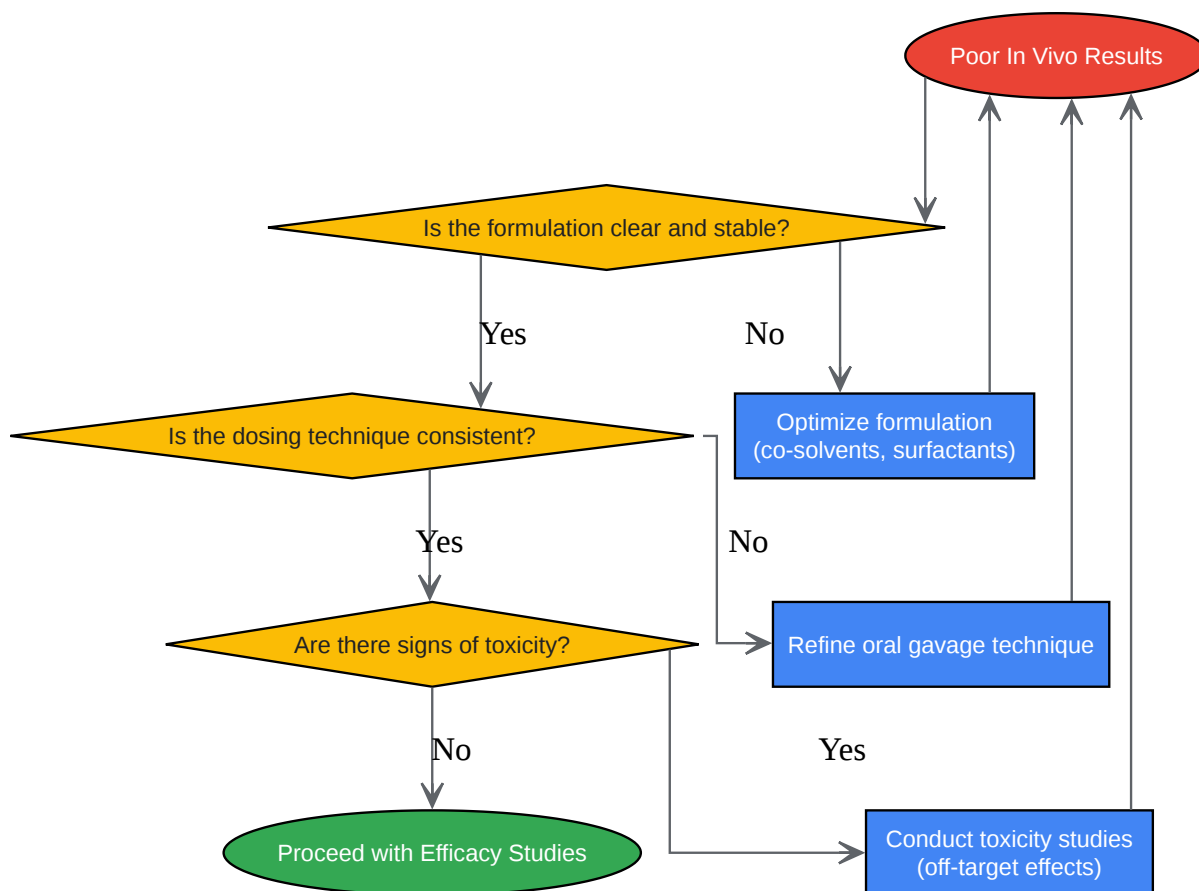 Poor In Vivo Results
Is the formulation clear and stable?
Yes
No
Is the dosing technique consistent?
Optimize formulation
(co-solvents, surfactants)
Yes
No
Are there signs of toxicity?
Refine oral gavage technique
No
Yes
Proceed with Efficacy Studies
Conduct toxicity studies
(off-target effects)